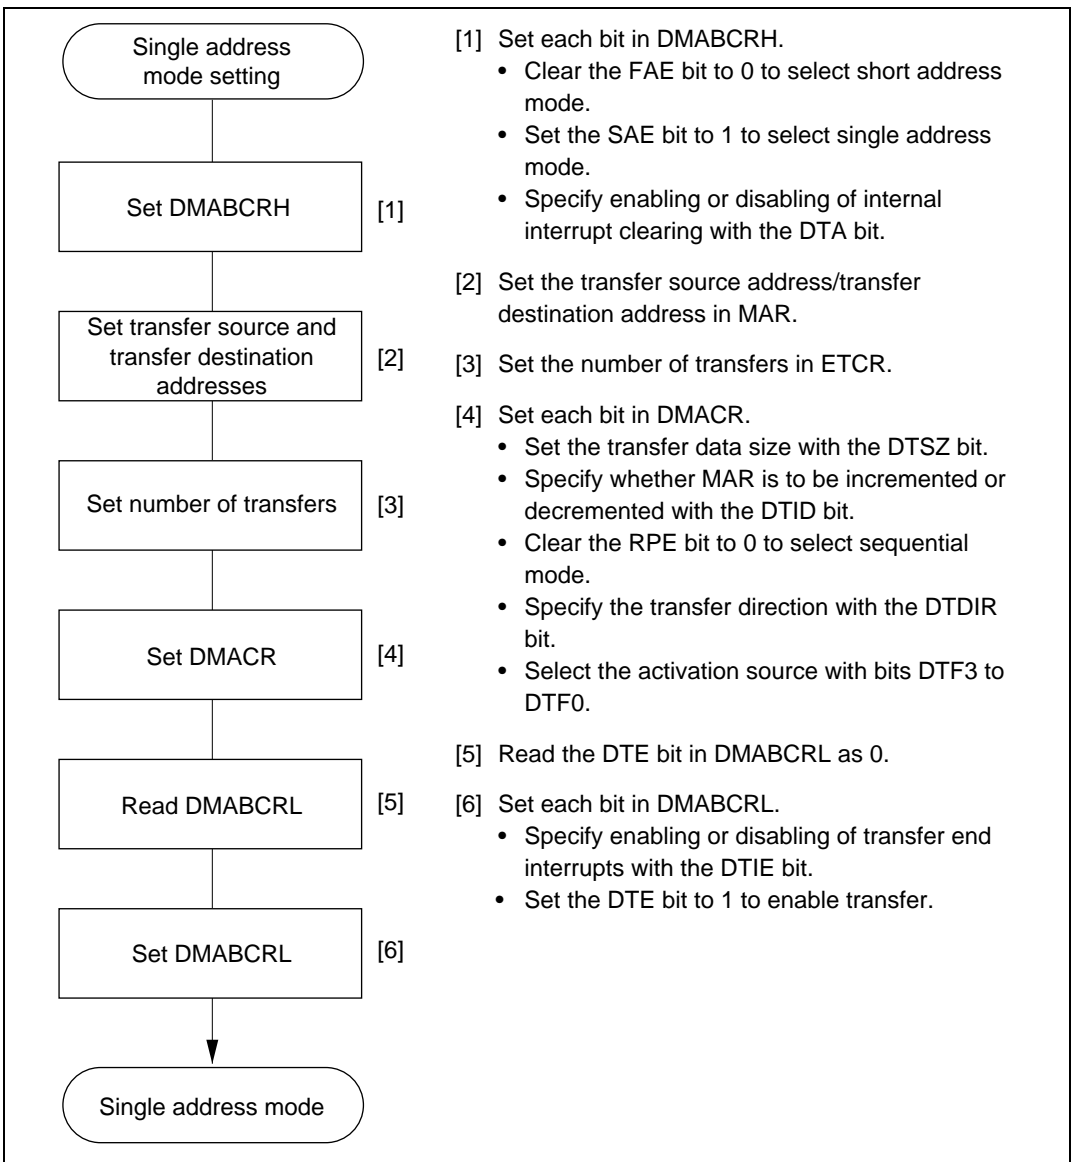 Single address
mode setting
Set DMABCRH
[1]
Set transfer source and
transfer destination
addresses
[2]
Set number of transfers
[3]
Set DMACR
[4]
Read DMABCRL
[5]
Set DMABCRL
[6]
Single address mode
[1] Set each bit in DMABCRH.
• Clear the FAE bit to 0 to select short address
mode.
• Set the SAE bit to 1 to select single address
mode.
• Specify enabling or disabling of internal
interrupt clearing with the DTA bit.
[2] Set the transfer source address/transfer
destination address in MAR.
[3] Set the number of transfers in ETCR.
[4] Set each bit in DMACR.
• Set the transfer data size with the DTSZ bit.
• Specify whether MAR is to be incremented or
decremented with the DTID bit.
• Clear the RPE bit to 0 to select sequential
mode.
• Specify the transfer direction with the DTDIR
bit.
• Select the activation source with bits DTF3 to
DTF0.
[5] Read the DTE bit in DMABCRL as 0.
[6] Set each bit in DMABCRL.
• Specify enabling or disabling of transfer end
interrupts with the DTIE bit.
• Set the DTE bit to 1 to enable transfer.